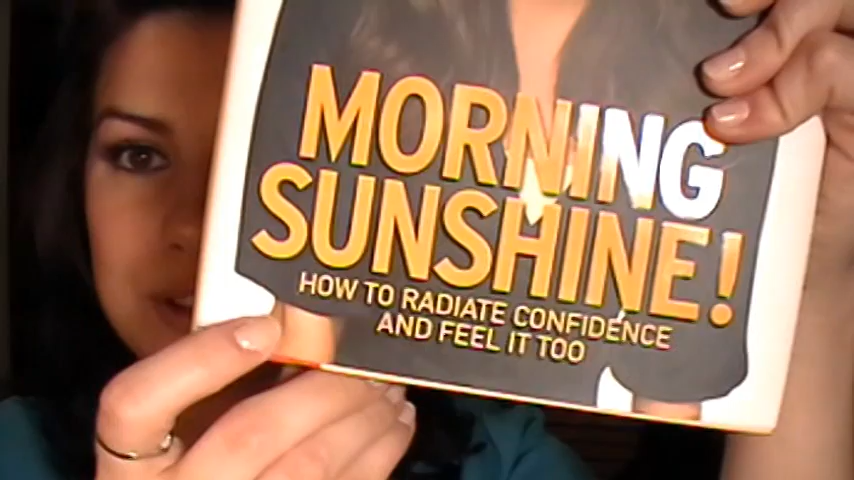 MORNING
SUNSHINE!
HOW TO RADIATE CONFIDENCE
AND FEEL IT TOO